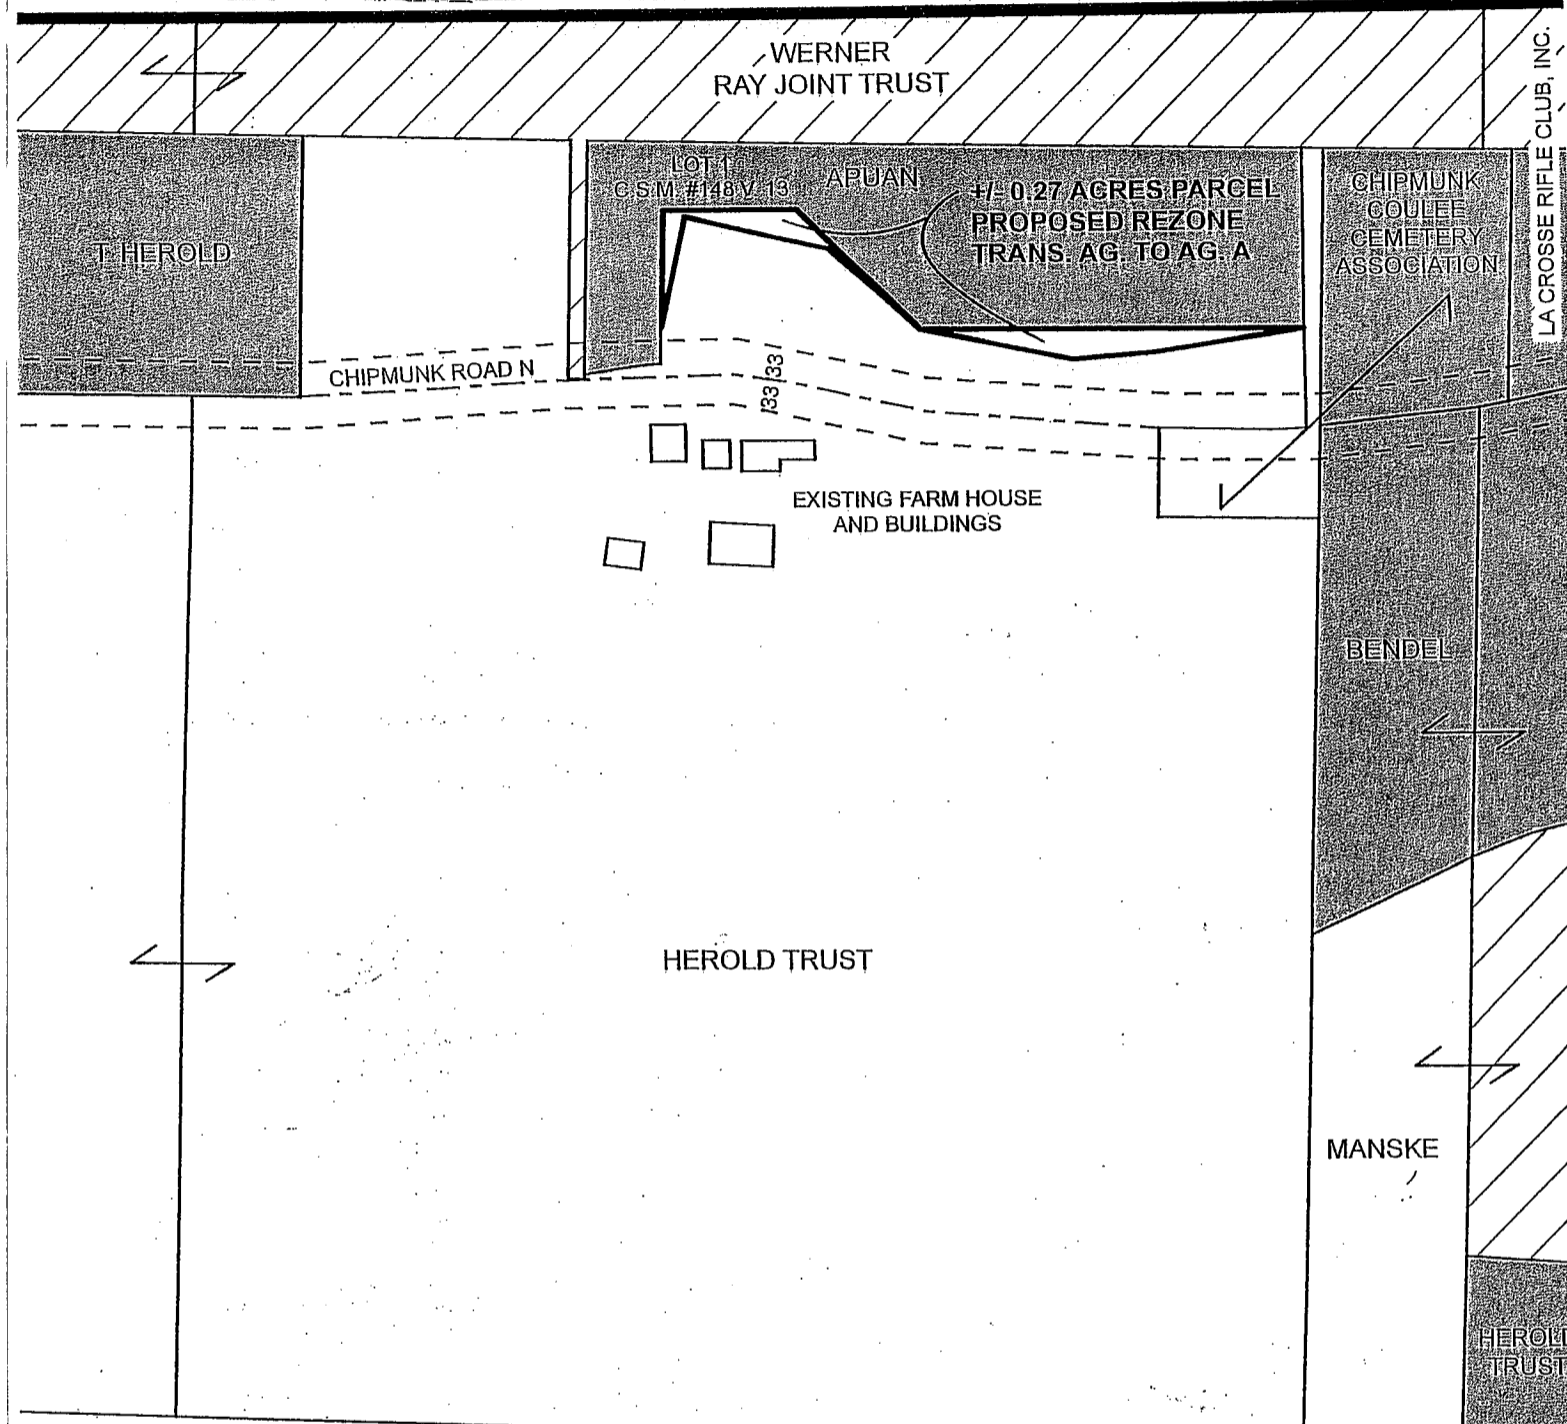 WERNER
RAY JOINT TRUST
LA CROSSE RIFLE CLUB, INC.
LOT 1
C.S.M. #148 V. 13
APUAN
+/- 0.27 ACRES PARCEL
PROPOSED REZONE
TRANS. AG. TO AG. A
CHIPMUNK
COULEE
CEMETERY
ASSOCIATION
T HEROLD
CHIPMUNK ROAD N
33 33
EXISTING FARM HOUSE
AND BUILDINGS
BENDEL
HEROLD TRUST
MANSKE
HEROLD
TRUST